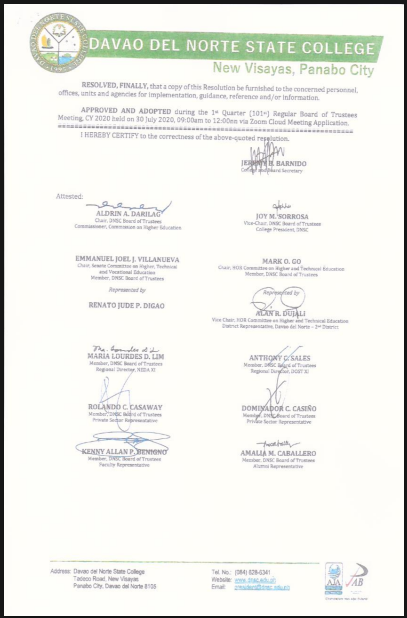 DAVAO DEL NORTE STATE COLLEGE
New Visayas, Panabo City
RESOLVED, FINALLY, that a copy of this Resolution be furnished to the concerned personnel,
offices, units and agencies for implementation, guidance, reference and/or information.
APPROVED AND ADOPTED during the 1st Quarter (101st) Regular Board of Trustees
Meeting, CY 2020 held on 30 July 2020, 09:00am to 12:00nn via Zoom Cloud Meeting Application.
I HEREBY CERTIFY to the correctness of the above-quoted resolution.
BARNIDO
College and Board Secretary
Attested:
ALDRIN A. DARILAG
Chair, DNSC Board of Trustees
Commissioner, Commission on Higher Education
JOY M. SORROSA
Vice-Chair, DNSC Board of Trustees
College President, DNSC
EMMANUEL JOEL J. VILLANUEVA
Chair, Senate Committee on Higher, Technical
and Vocational Education
Member, DNSC Board of Trustees
MARK O. GO
Chair, HOR Committee on Higher and Technical Education
Member, DNSC Board of Trustees
Represented by
RENATO JUDE P. DIGAO
Represented by
ALAN R. DUJALI
Vice Chair, HOR Committee on Higher and Technical Education
District Representative, Davao del Norte – 2nd District
MARIA LOURDES D. LIM
Member, DNSC Board of Trustees
Regional Director, NEDA XI
ANTHONY C. SALES
Member, DNSC Board of Trustees
Regional Director, DOST XI
ROLANDO C. CASAWAY
Member, DNSC Board of Trustees
Private Sector Representative
DOMINADOR C. CASIÑO
Member, DNSC Board of Trustees
Private Sector Representative
KENNY ALLAN P. BENIGNO
Member, DNSC Board of Trustees
Faculty Representative
AMALIA M. CABALLERO
Member, DNSC Board of Trustees
Alumni Representative
Address: Davao del Norte State College
Tadeco Road, New Visayas
Panabo City, Davao del Norte 8105
Tel. No.: (084) 628-4341
Website: www.dnsc.edu.ph
Email: president@dnsc.edu.ph
AJA
AB